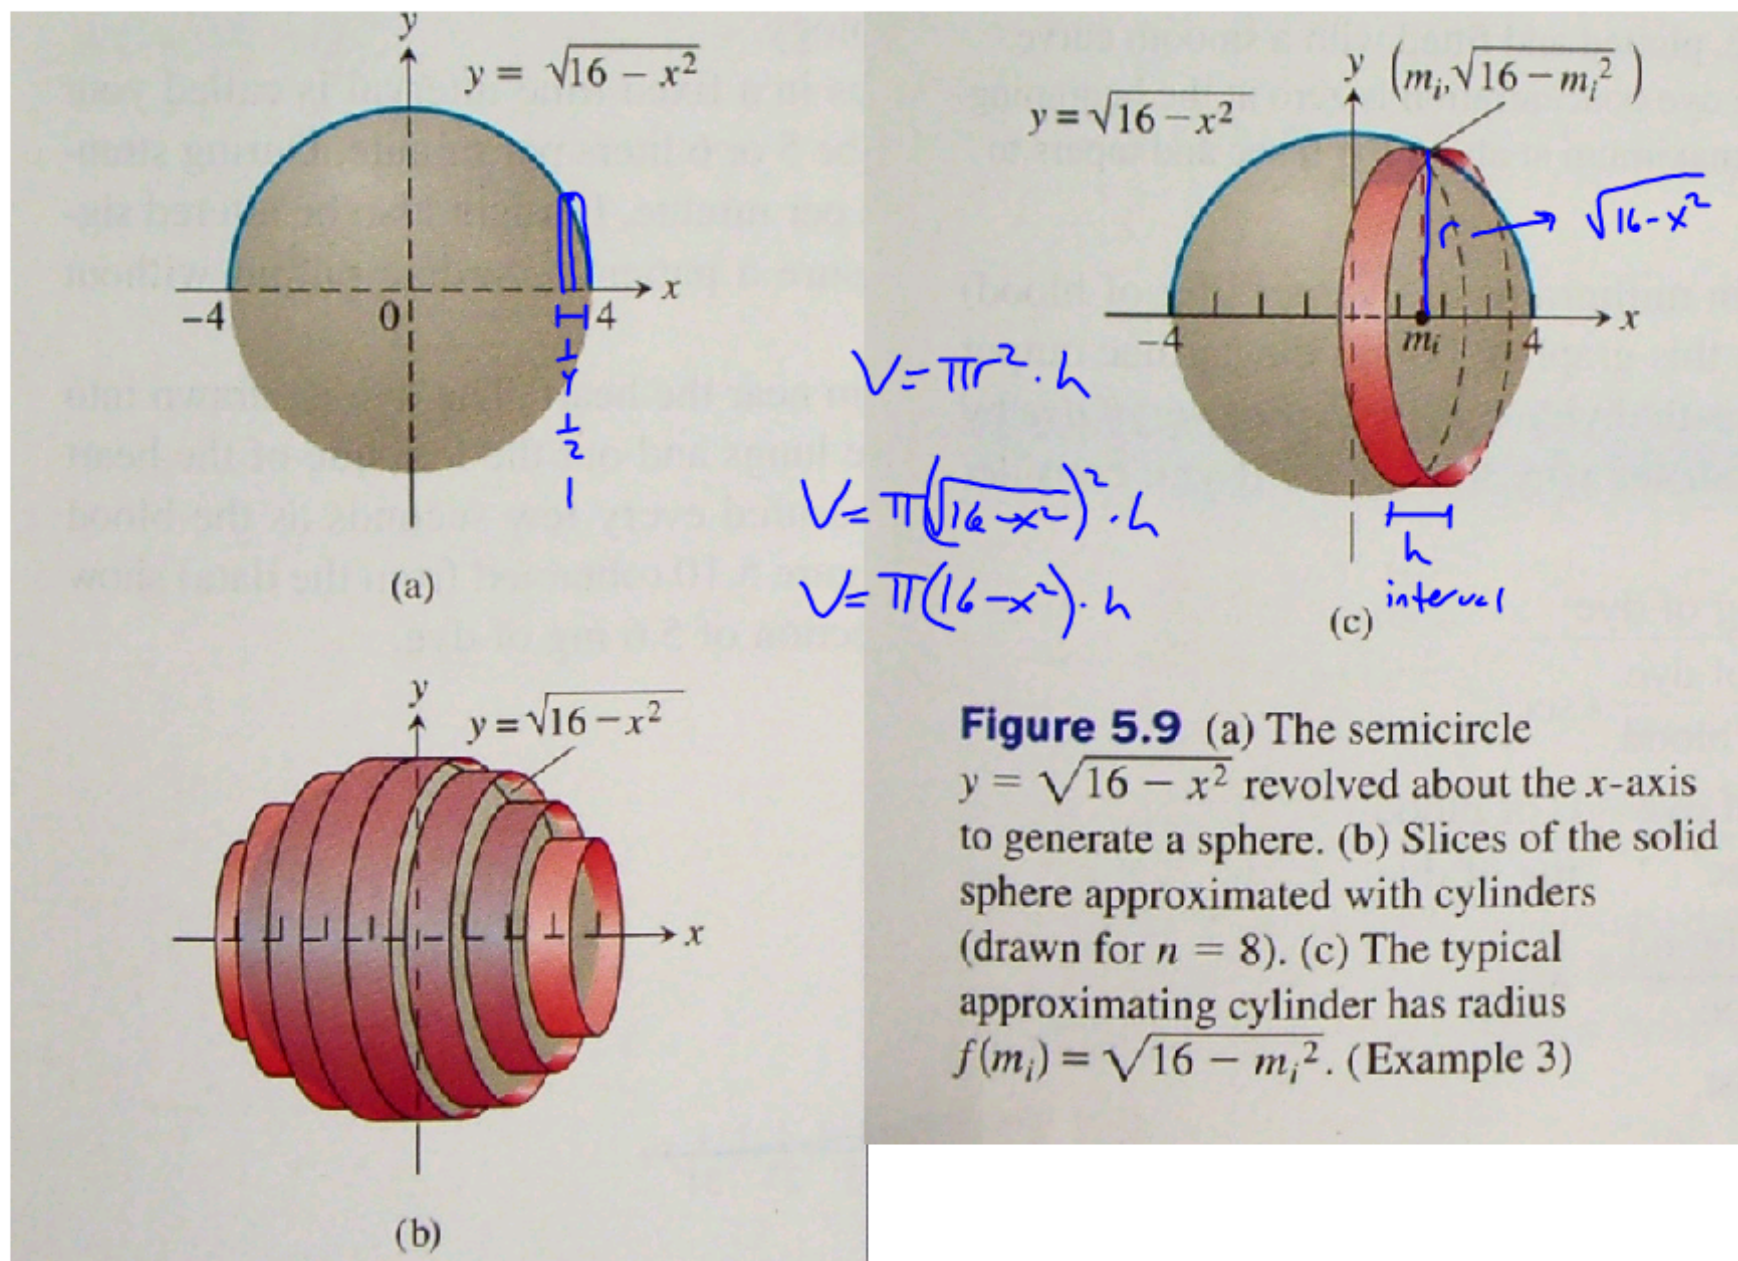 y
y = √16 − x²
−4
0
4
x
1/4
1/2
1
(a)
y
y = √16 − x²
x
(b)
y
(mᵢ, √16 − mᵢ²)
y = √16 − x²
r → √16 − x²
−4
mᵢ
4
x
h
interval
(c)
V = πr² · h
V = π(√16 − x²)² · h
V = π(16 − x²) · h
Figure 5.9 (a) The semicircle
y = √16 − x² revolved about the x-axis
to generate a sphere. (b) Slices of the solid
sphere approximated with cylinders
(drawn for n = 8). (c) The typical
approximating cylinder has radius
f(mᵢ) = √16 − mᵢ². (Example 3)